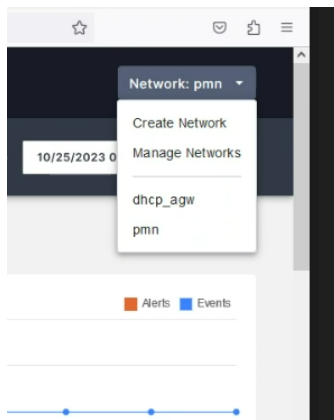 Network: pmn
Create Network
Manage Networks
10/25/2023 0
dhcp_agw
pmn
Alerts
Events